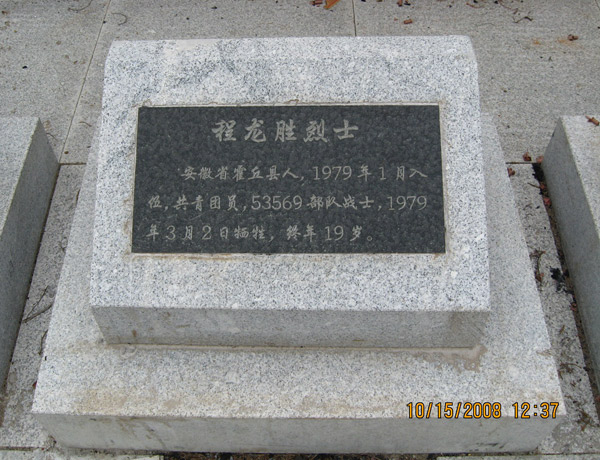 程龙胜烈士
安徽省霍丘县人，1979年1月入
伍，共青团员，53569部队战士，1979
年3月2日牺牲，终年19岁。
10/15/2008 12:37